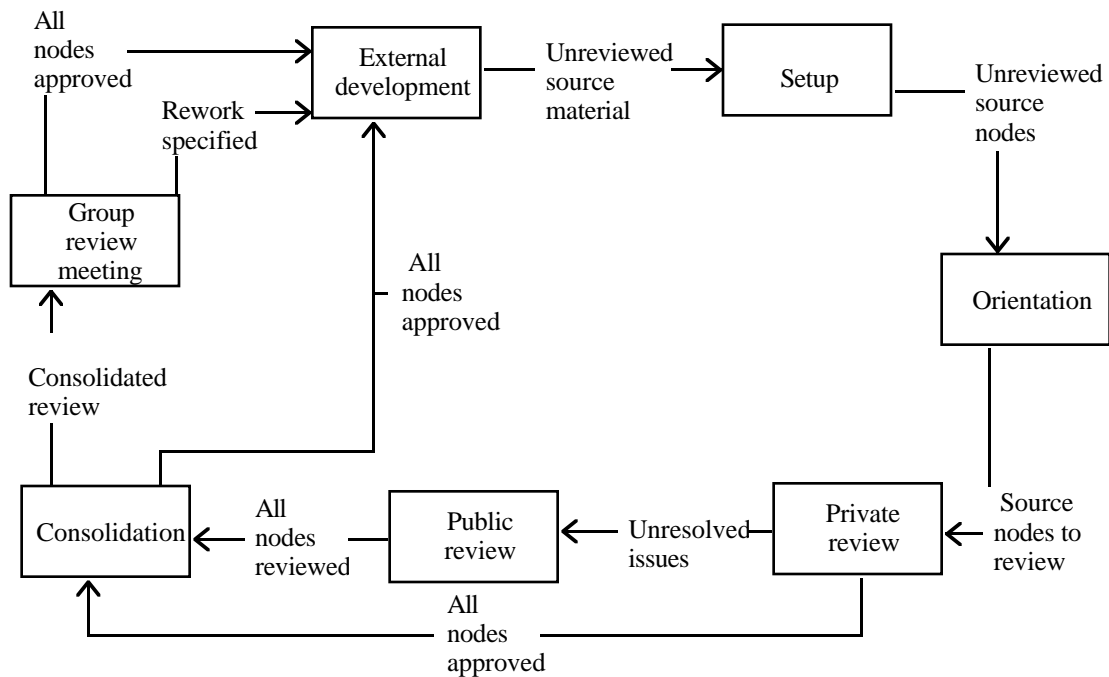 All
nodes
approved
External
development
Unreviewed
source
material
Setup
Unreviewed
source
nodes
Rework
specified
Group
review
meeting
All
nodes
approved
Orientation
Consolidated
review
Consolidation
All
nodes
reviewed
Public
review
Unresolved
issues
Private
review
Source
nodes to
review
All
nodes
approved